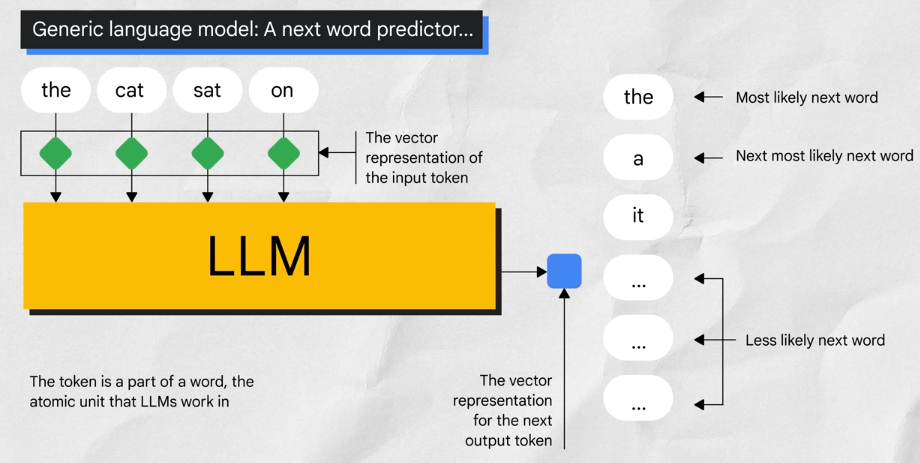 Generic language model: A next word predictor...
the cat sat on
The vector
representation of
the input token
LLM
The token is a part of a word, the
atomic unit that LLMs work in
The vector
representation
for the next
output token
the
Most likely next word
a
Next most likely next word
it
...
...
Less likely next word
...